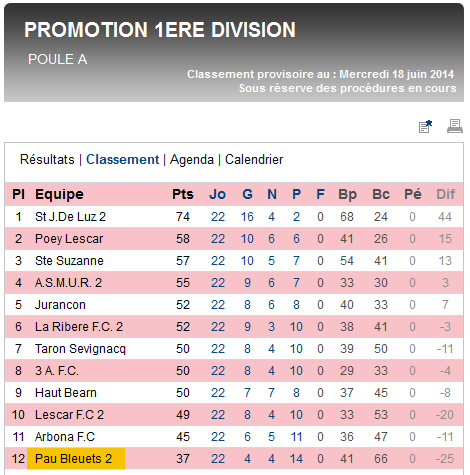 PROMOTION 1ERE DIVISION
POULE A
Classement provisoire au : Mercredi 18 juin 2014
Sous réserve des procédures en cours
Résultats | Classement | Agenda | Calendrier
Pl Equipe Pts Jo G N P F Bp Bc Pé Dif
1 St J.De Luz 2 74 22 16 4 2 0 68 24 0 44
2 Poey Lescar 58 22 10 6 6 0 41 26 0 15
3 Ste Suzanne 57 22 10 5 7 0 54 41 0 13
4 A.S.M.U.R. 2 55 22 9 6 7 0 33 30 0 3
5 Jurancon 52 22 8 6 8 0 40 33 0 7
6 La Ribere F.C. 2 52 22 9 3 10 0 38 41 0 -3
7 Taron Sevignacq 50 22 8 4 10 0 39 50 0 -11
8 3 A. F.C. 50 22 8 4 10 0 29 33 0 -4
9 Haut Bearn 50 22 7 7 8 0 37 45 0 -8
10 Lescar F.C 2 49 22 8 4 10 0 33 53 0 -20
11 Arbona F.C 45 22 6 5 11 0 36 47 0 -11
12 Pau Bleuets 2 37 22 4 4 14 0 41 66 0 -25